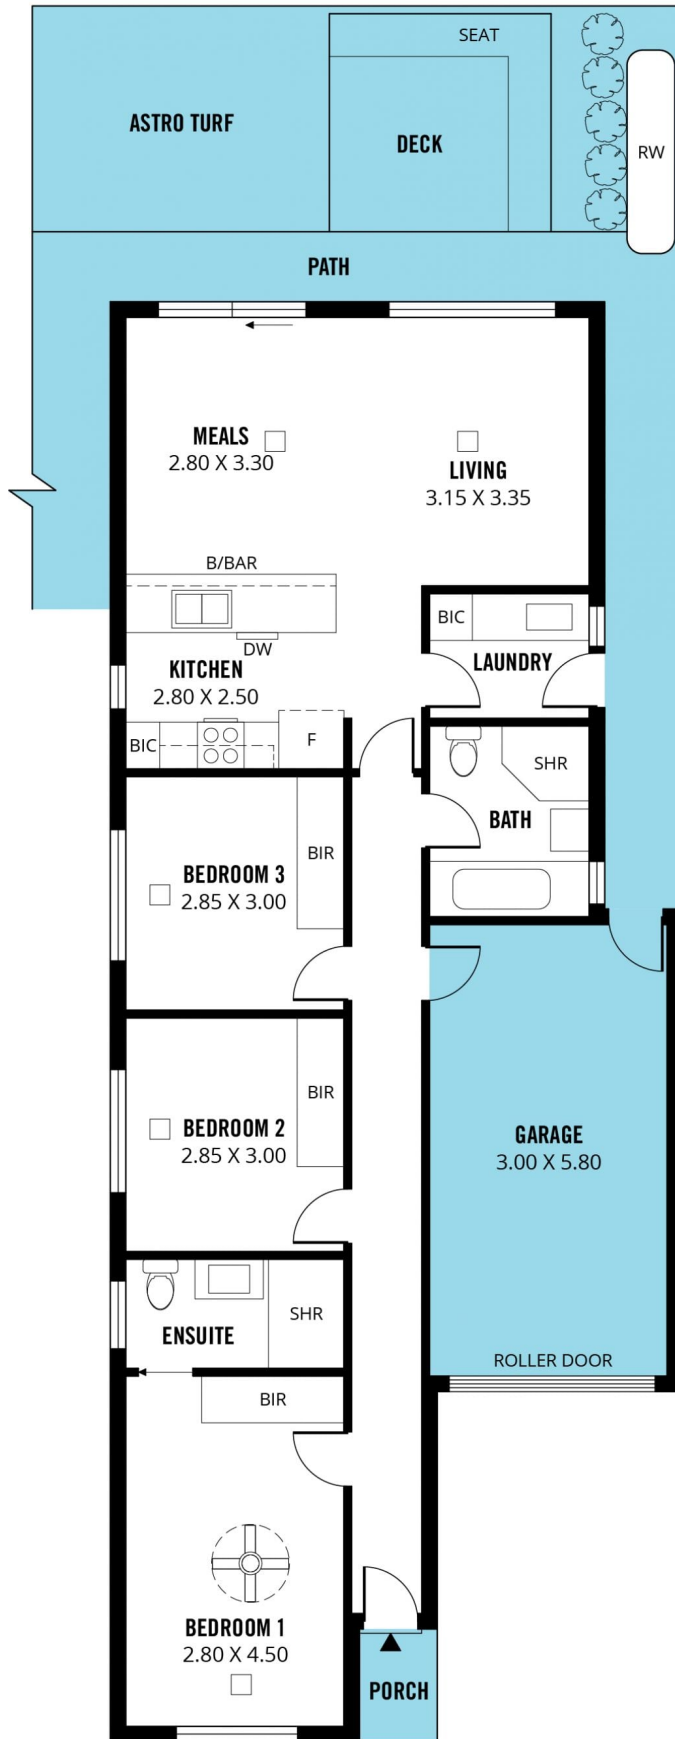 SEAT
ASTRO TURF
DECK
RW
PATH
MEALS
2.80 X 3.30
LIVING
3.15 X 3.35
B/BAR
DW
BIC
LAUNDRY
KITCHEN
2.80 X 2.50
BIC
F
SHR
BATH
BEDROOM 3
2.85 X 3.00
BIR
BIR
BEDROOM 2
2.85 X 3.00
GARAGE
3.00 X 5.80
SHR
ENSUITE
ROLLER DOOR
BIR
BEDROOM 1
2.80 X 4.50
PORCH